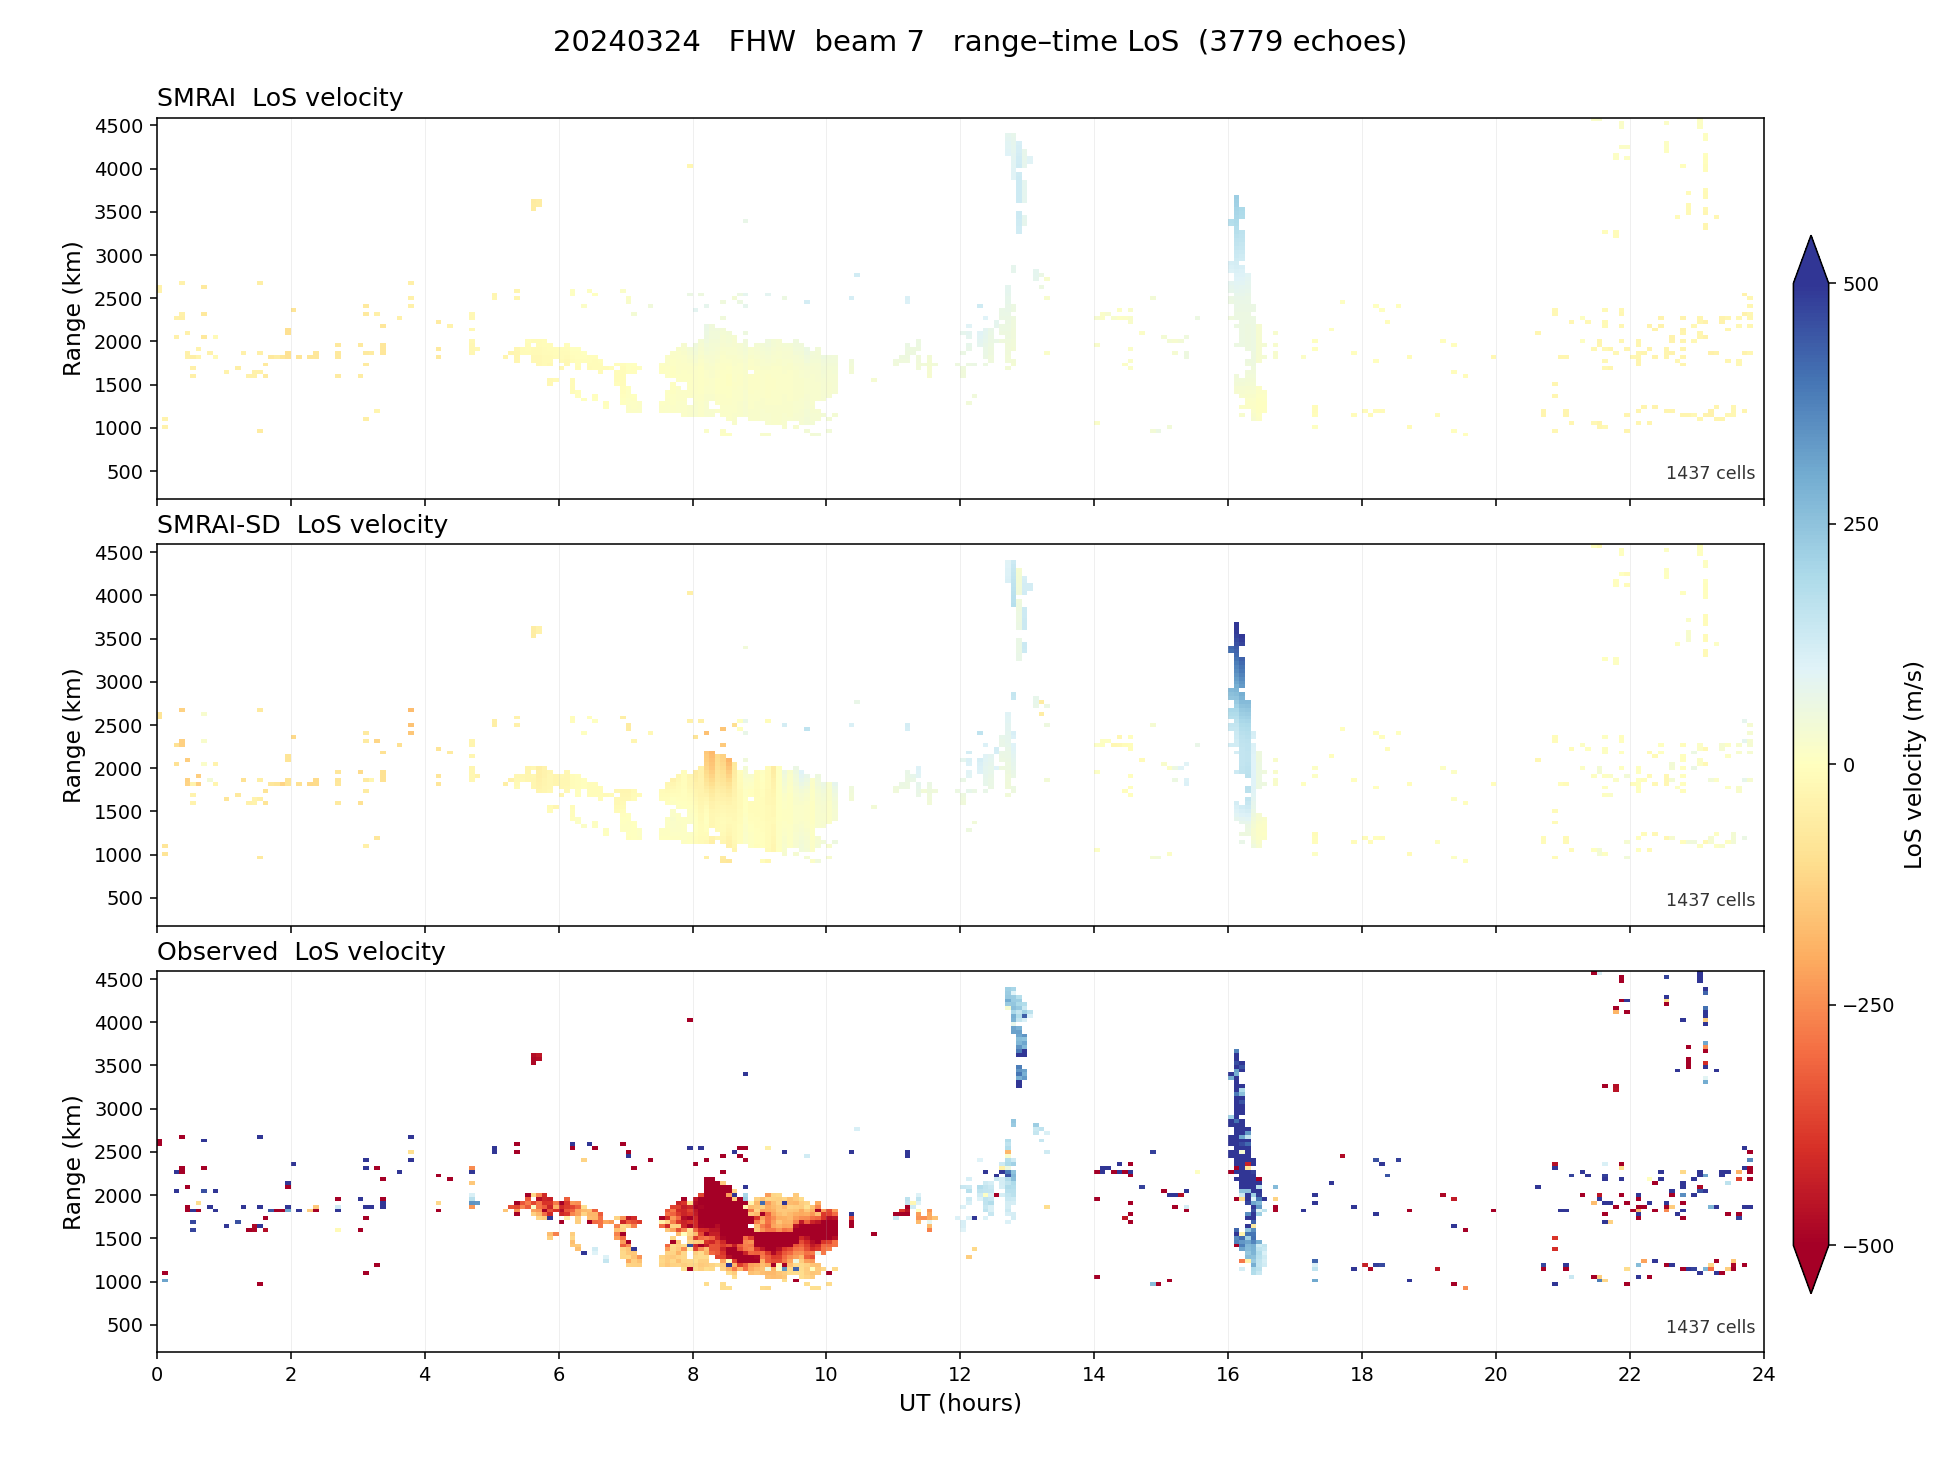 20240324   FHW  beam 7   range–time LoS  (3779 echoes)
SMRAI  LoS velocity
4500
4000
3500
3000
2500
2000
1500
1000
500
Range (km)
1437 cells
SMRAI-SD  LoS velocity
4500
4000
3500
3000
2500
2000
1500
1000
500
Range (km)
1437 cells
Observed  LoS velocity
4500
4000
3500
3000
2500
2000
1500
1000
500
Range (km)
1437 cells
0 2 4 6 8 10 12 14 16 18 20 22 24
UT (hours)
500
250
0
−250
−500
LoS velocity (m/s)